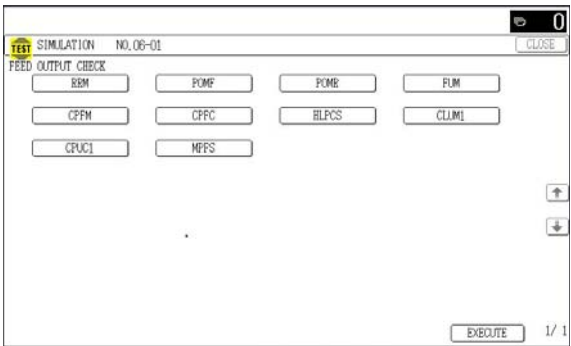 0
TEST SIMULATION NO.06-01 CLOSE
FEED OUTPUT CHECK
RRM POMF POMR FUM
CPFM CPFC HLPCS CLUM1
CPUC1 MPFS
EXECUTE 1/1